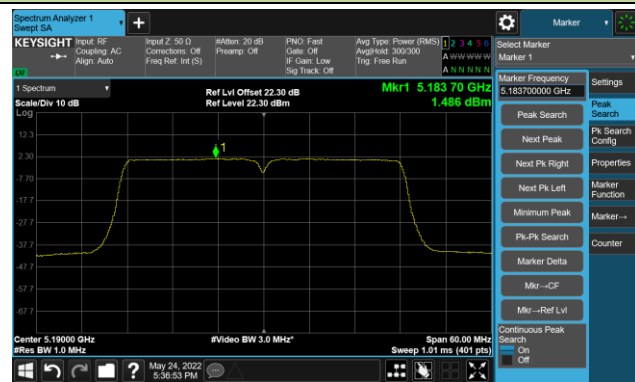 Spectrum Analyzer 1
Swept SA
Marker
KEYSIGHT
Input: RF
Coupling: AC
Align: Auto
Input Z: 50 Ω
Corrections: Off
Freq Ref: Int (S)
#Atten: 20 dB
Preamp: Off
PNO: Fast
Gate: Off
IF Gain: Low
Sig Track: Off
Avg Type: Power (RMS)
Avg|Hold: 300/300
Trig: Free Run
1 2 3 4 5 6
A W W W W W
A N N N N N
Select Marker
Marker 1
1 Spectrum
Scale/Div 10 dB
Log
Ref Lvl Offset 22.30 dB
Ref Level 22.30 dBm
Mkr1 5.183 70 GHz
1.486 dBm
12.3
2.30
-7.70
-17.7
-27.7
-37.7
-47.7
-57.7
-67.7
1
Center 5.19000 GHz
#Res BW 1.0 MHz
#Video BW 3.0 MHz*
Span 60.00 MHz
Sweep 1.01 ms (401 pts)
Marker Frequency
5.183700000 GHz
Peak Search
Next Peak
Next Pk Right
Next Pk Left
Minimum Peak
Pk-Pk Search
Marker Delta
Mkr→CF
Mkr→Ref Lvl
Continuous Peak
Search
On
Off
Settings
Peak
Search
Pk Search
Config
Properties
Marker
Function
Marker→
Counter
?
May 24, 2022
5:36:53 PM